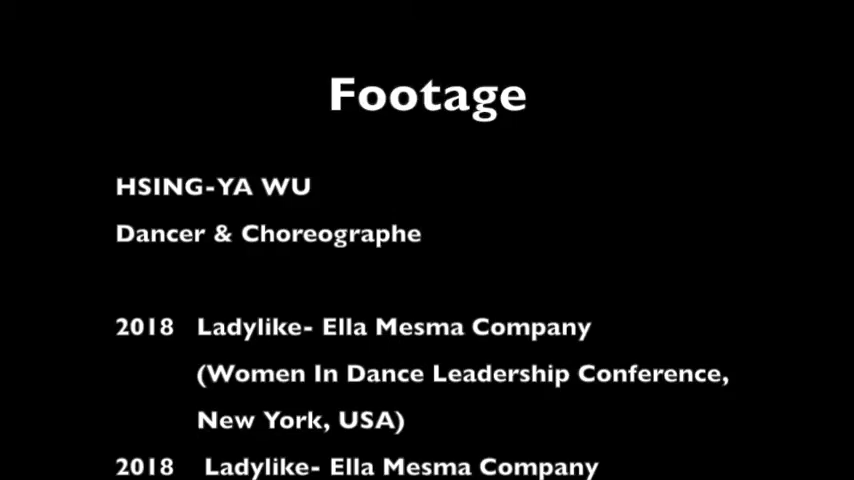 Footage
HSING-YA WU
Dancer & Choreographe
2018 Ladylike- Ella Mesma Company
(Women In Dance Leadership Conference,
New York, USA)
2018 Ladylike- Ella Mesma Company